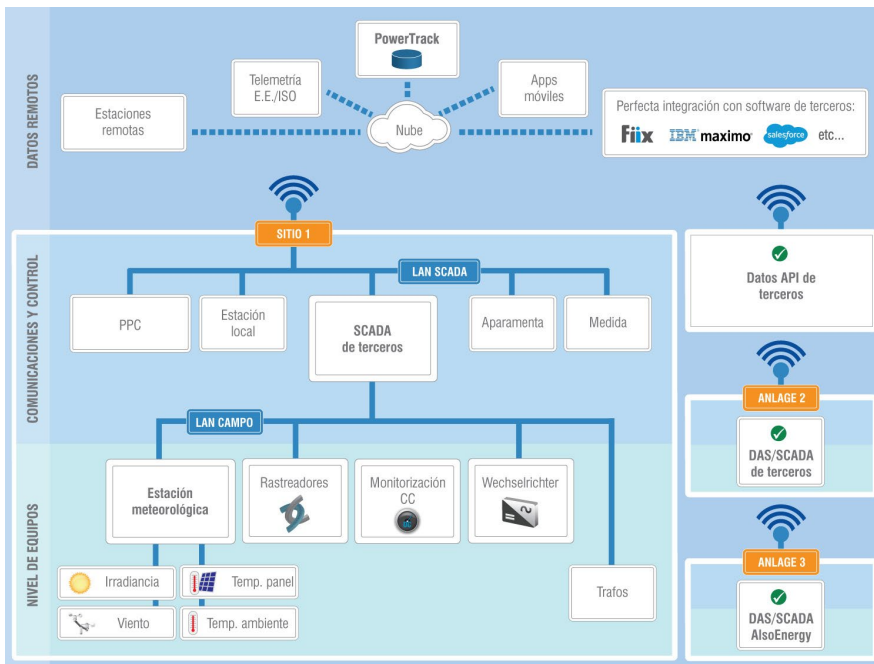 DATOS REMOTOS
PowerTrack
Telemetría
E.E./ISO
Apps
móviles
Estaciones
remotas
Nube
Perfecta integración con software de terceros:
Fiix IBM maximo salesforce etc...
SITIO 1
COMUNICACIONES Y CONTROL
LAN SCADA
PPC
Estación
local
SCADA
de terceros
Aparamenta
Medida
Datos API de
terceros
LAN CAMPO
ANLAGE 2
DAS/SCADA
de terceros
NIVEL DE EQUIPOS
Estación
meteorológica
Rastreadores
Monitorización
CC
Wechselrichter
Irradiancia
Temp. panel
Viento
Temp. ambiente
Trafos
ANLAGE 3
DAS/SCADA
AlsoEnergy